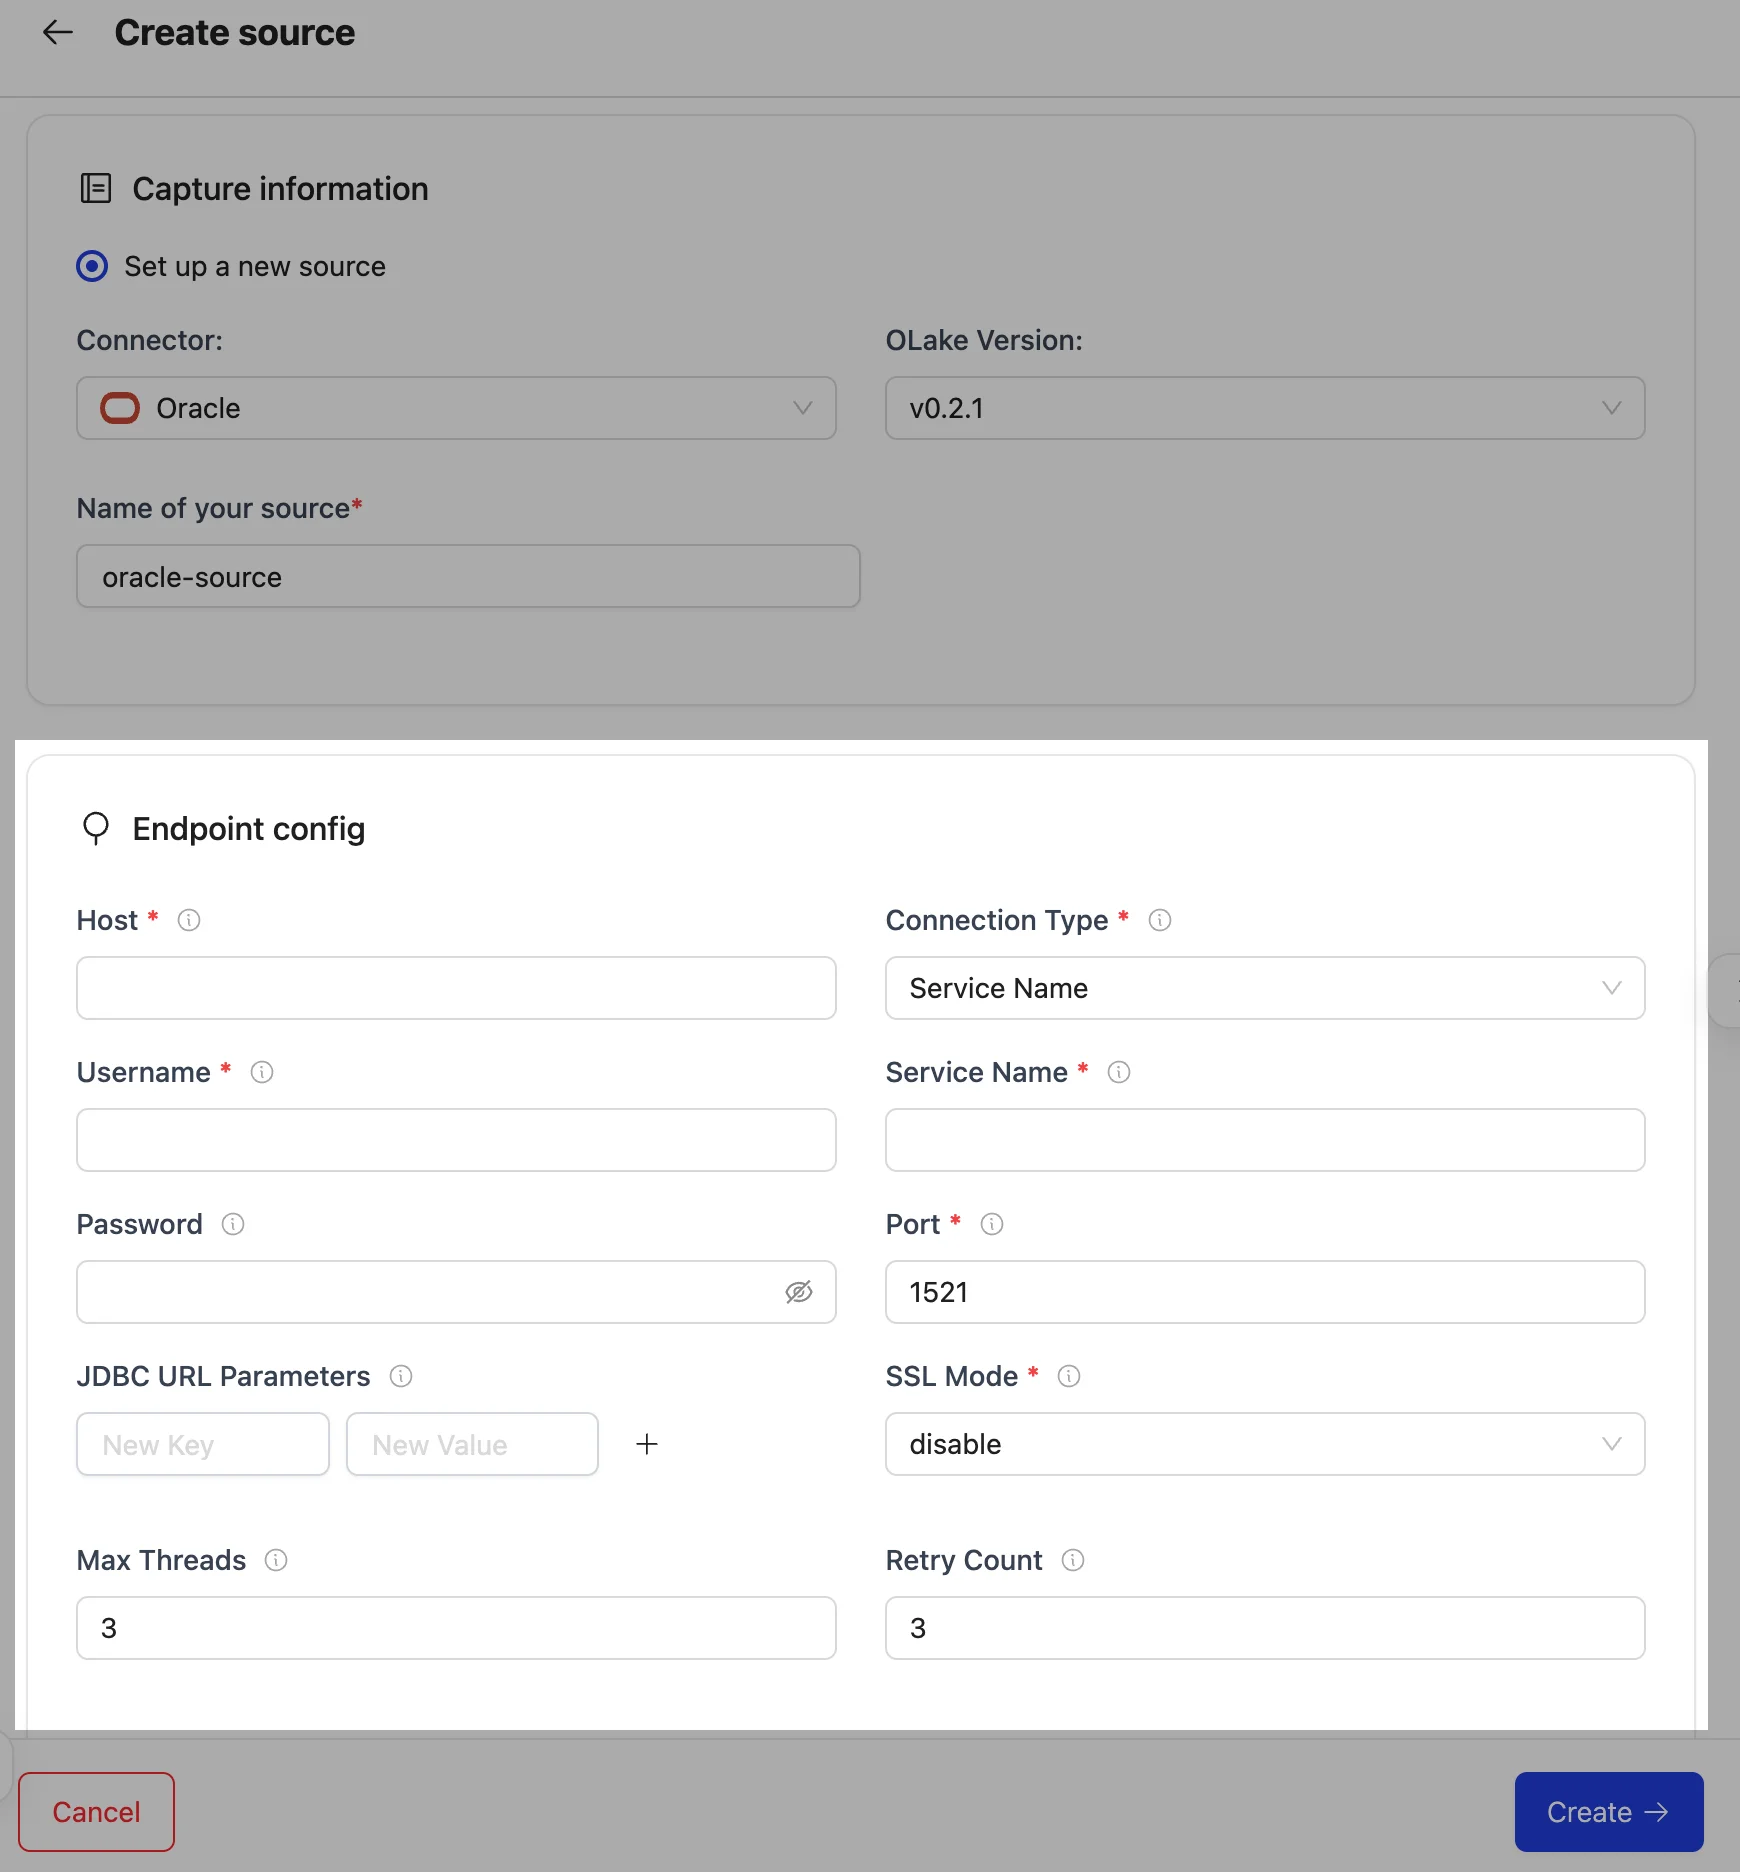 Create source
Capture information
Set up a new source
Connector:
OLake Version:
Oracle
v0.2.1
Name of your source*
oracle-source
Endpoint config
Host *
Connection Type *
Service Name
Username *
Service Name *
Password
Port *
1521
JDBC URL Parameters
SSL Mode *
New Key
New Value
disable
Max Threads
Retry Count
3
3
Cancel
Create